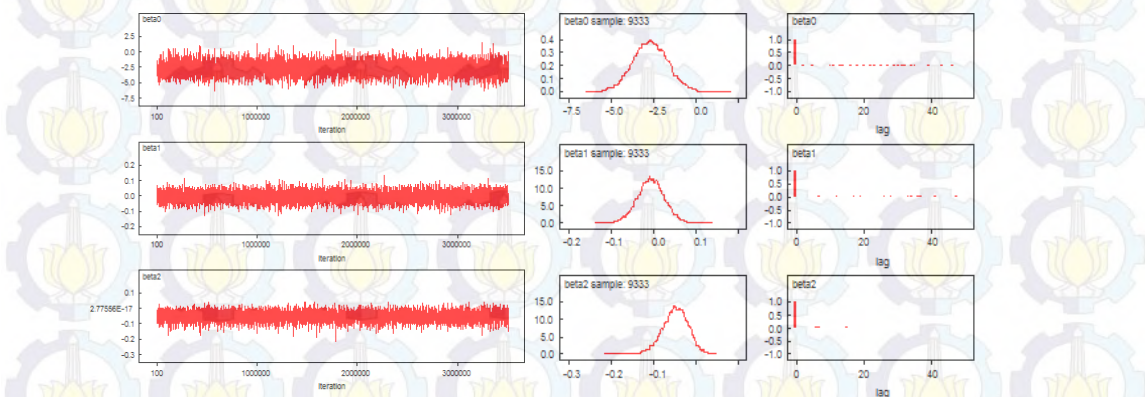 beta0
2.5
0.0
-2.5
-5.0
-7.5
100 1000000 2000000 3000000
Iteration
beta0 sample: 9333
0.4
0.3
0.2
0.1
0.0
-7.5 -5.0 -2.5 0.0
beta0
1.0
0.5
0.0
-0.5
-1.0
0 20 40
lag
beta1
0.2
0.1
0.0
-0.1
-0.2
100 1000000 2000000 3000000
Iteration
beta1 sample: 9333
15.0
10.0
5.0
0.0
-0.2 -0.1 0.0 0.1
beta1
1.0
0.5
0.0
-0.5
-1.0
0 20 40
lag
beta2
0.1
2.77556E-17
-0.1
-0.2
-0.3
100 1000000 2000000 3000000
Iteration
beta2 sample: 9333
15.0
10.0
5.0
0.0
-0.3 -0.2 -0.1
beta2
1.0
0.5
0.0
-0.5
-1.0
0 20 40
lag